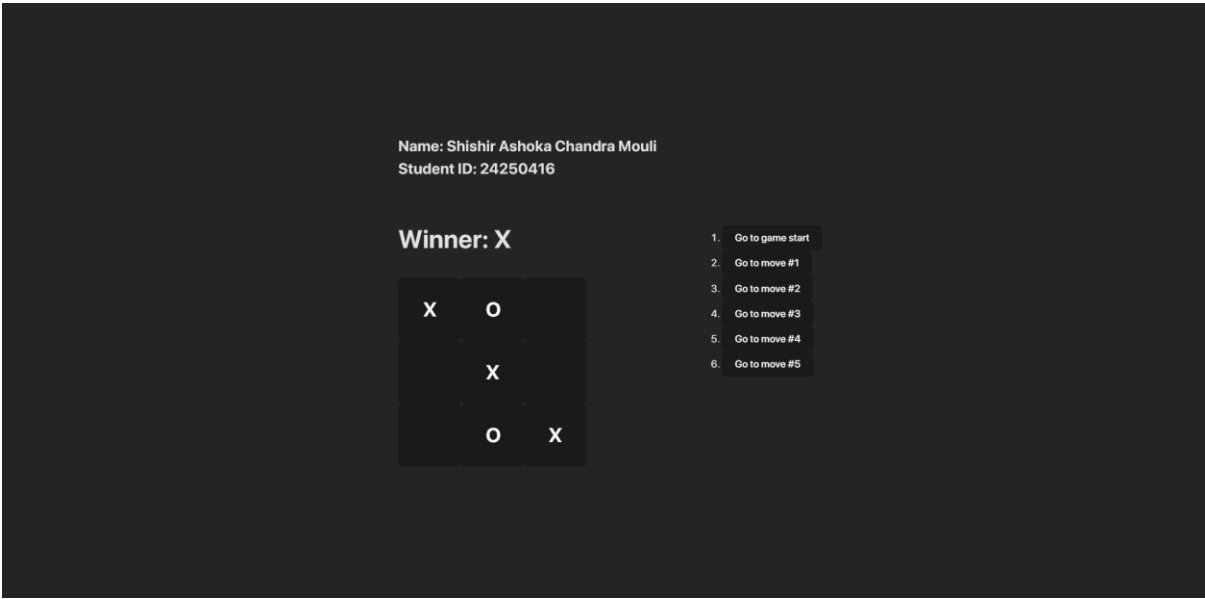 Name: Shishir Ashoka Chandra Mouli
Student ID: 24250416
Winner: X
X O
X
O X
1. Go to game start
2. Go to move #1
3. Go to move #2
4. Go to move #3
5. Go to move #4
6. Go to move #5